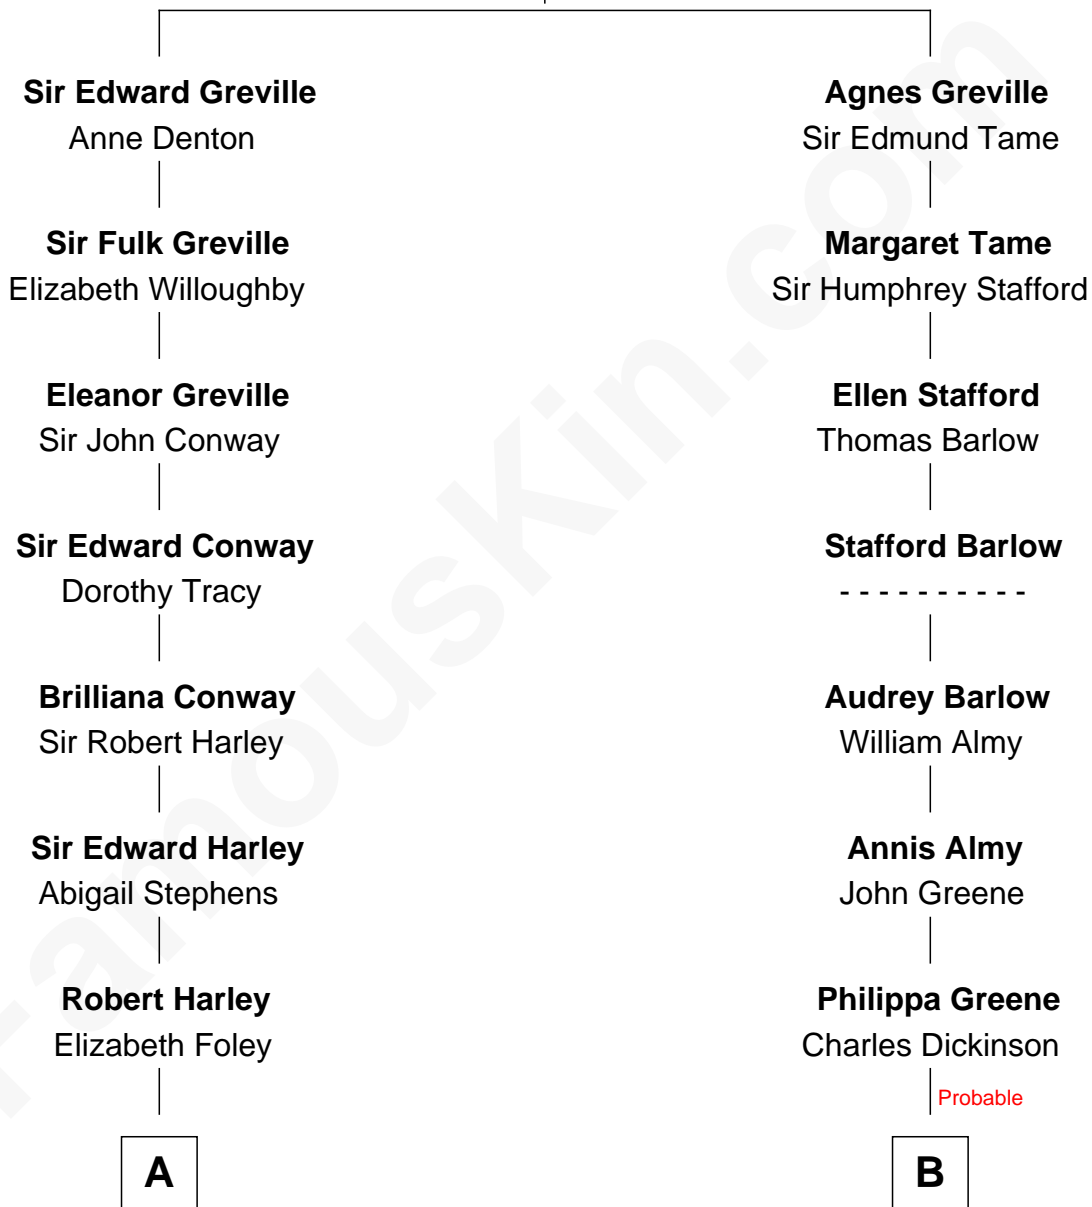 Sir Edward Greville
Anne Denton
Sir Fulk Greville
Elizabeth Willoughby
Eleanor Greville
Sir John Conway
Sir Edward Conway
Dorothy Tracy
Brilliana Conway
Sir Robert Harley
Sir Edward Harley
Abigail Stephens
Robert Harley
Elizabeth Foley
A
Agnes Greville
Sir Edmund Tame
Margaret Tame
Sir Humphrey Stafford
Ellen Stafford
Thomas Barlow
Stafford Barlow
- - - - - - - - - -
Audrey Barlow
William Almy
Annis Almy
John Greene
Philippa Greene
Charles Dickinson
Probable
B
FamousKin.com